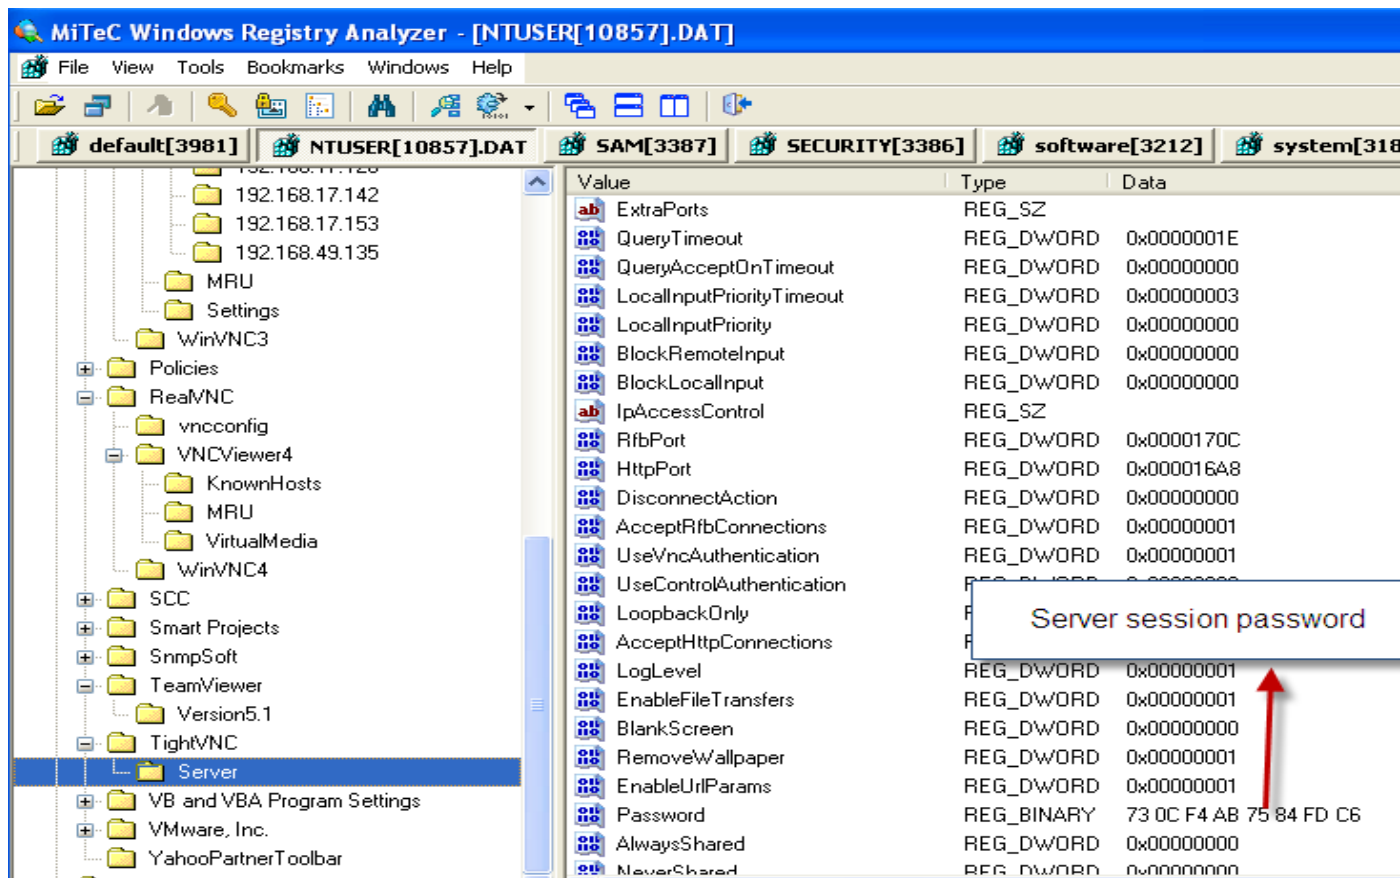 MiTeC Windows Registry Analyzer - [NTUSER[10857].DAT]
File View Tools Bookmarks Windows Help
default[3981] NTUSER[10857].DAT SAM[3387] SECURITY[3386] software[3212] system[318
192.168.17.142
192.168.17.153
192.168.49.135
MRU
Settings
WinVNC3
Policies
RealVNC
vncconfig
VNCViewer4
KnownHosts
MRU
VirtualMedia
WinVNC4
SCC
Smart Projects
SnmpSoft
TeamViewer
Version5.1
TightVNC
Server
VB and VBA Program Settings
VMware, Inc.
YahooPartnerToolbar
Value Type Data
ExtraPorts REG_SZ
QueryTimeout REG_DWORD 0x0000001E
QueryAcceptOnTimeout REG_DWORD 0x00000000
LocalInputPriorityTimeout REG_DWORD 0x00000003
LocalInputPriority REG_DWORD 0x00000000
BlockRemoteInput REG_DWORD 0x00000000
BlockLocalInput REG_DWORD 0x00000000
IpAccessControl REG_SZ
RfbPort REG_DWORD 0x0000170C
HttpPort REG_DWORD 0x000016A8
DisconnectAction REG_DWORD 0x00000000
AcceptRfbConnections REG_DWORD 0x00000001
UseVncAuthentication REG_DWORD 0x00000001
UseControlAuthentication
LoopbackOnly
Server session password
AcceptHttpConnections
LogLevel REG_DWORD 0x00000001
EnableFileTransfers REG_DWORD 0x00000001
BlankScreen REG_DWORD 0x00000000
RemoveWallpaper REG_DWORD 0x00000001
EnableUrlParams REG_DWORD 0x00000001
Password REG_BINARY 73 0C F4 AB 75 84 FD C6
AlwaysShared REG_DWORD 0x00000000
NeverShared REG_DWORD 0x00000000